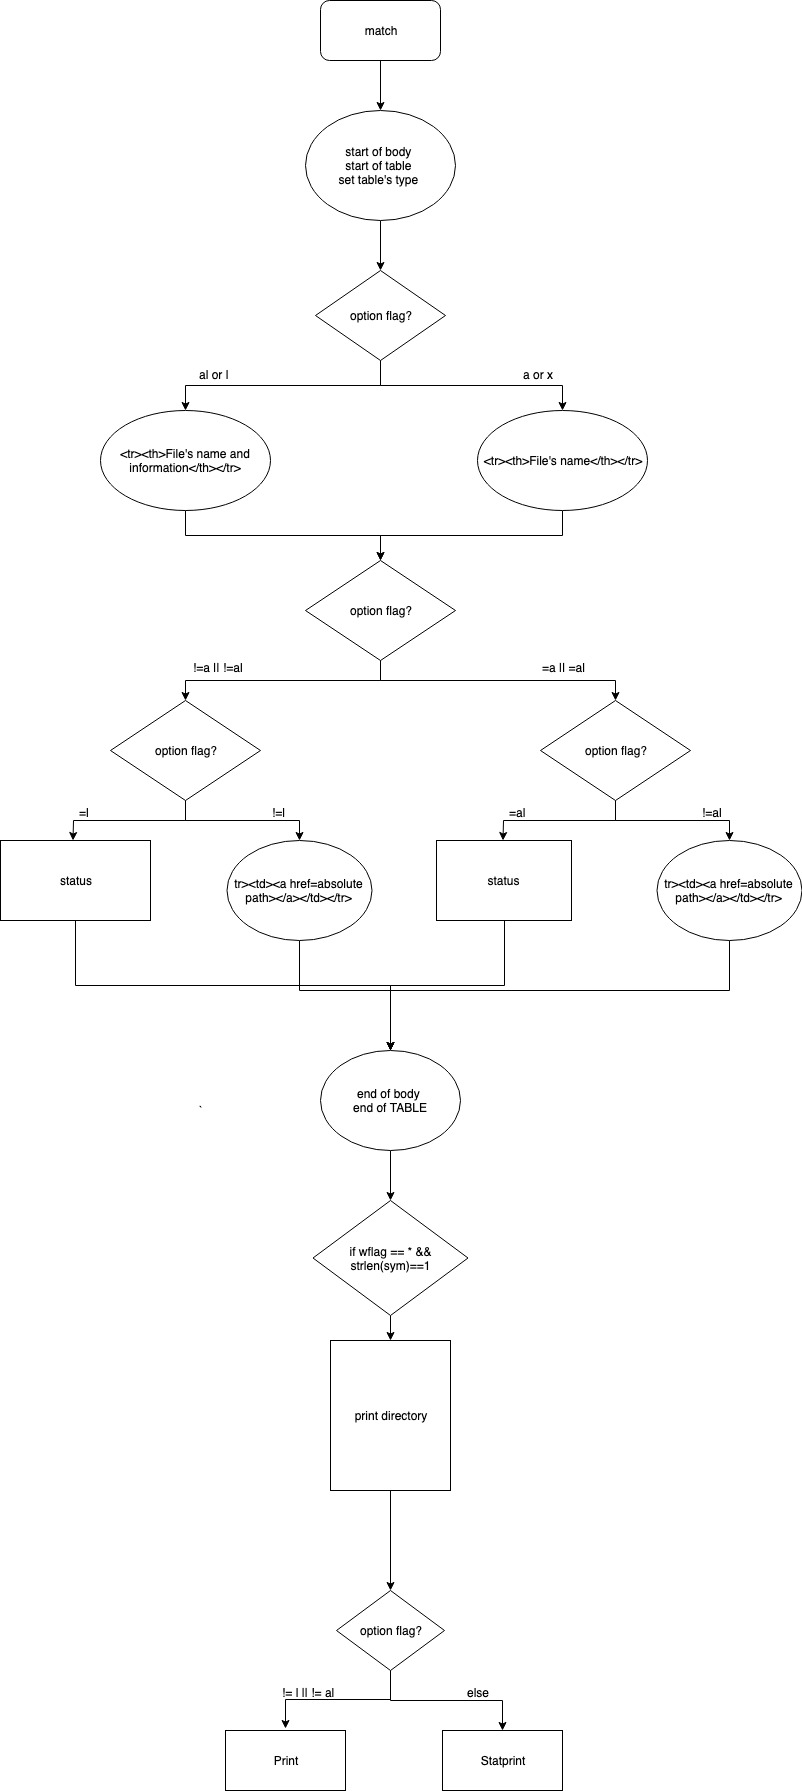 match
start of body
start of table
set table's type
option flag?
al or l
a or x
<tr><th>File's name and
information</th></tr>
<tr><th>File's name</th></tr>
option flag?
!=a || !=al
=a || =al
option flag?
option flag?
=l
!=l
=al
!=al
status
tr><td><a href=absolute
path></a></td></tr>
status
tr><td><a href=absolute
path></a></td></tr>
end of body
end of TABLE
`
if wflag == * &&
strlen(sym)==1
print directory
option flag?
!= l || != al
else
Print
Statprint